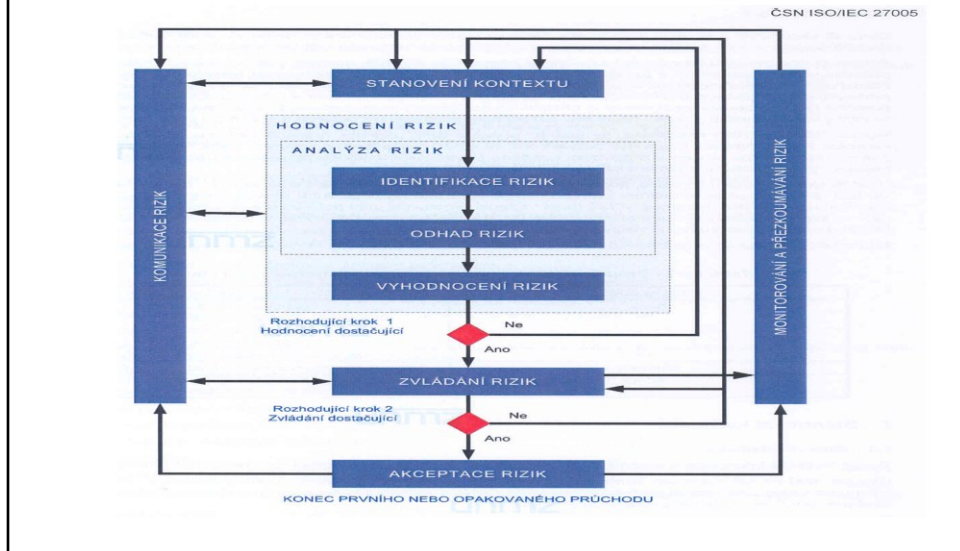 ČSN ISO/IEC 27005
STANOVENÍ KONTEXTU
HODNOCENÍ RIZIK
ANALÝZA RIZIK
IDENTIFIKACE RIZIK
ODHAD RIZIK
VYHODNOCENÍ RIZIK
KOMUNIKACE RIZIK
MONITOROVÁNÍ A PŘEZKOUMÁVÁNÍ RIZIK
Rozhodující krok 1
Hodnocení dostačující
Ne
Ano
ZVLÁDÁNÍ RIZIK
Rozhodující krok 2
Zvládání dostačující
Ne
Ano
AKCEPTACE RIZIK
KONEC PRVNÍHO NEBO OPAKOVANÉHO PRŮCHODU